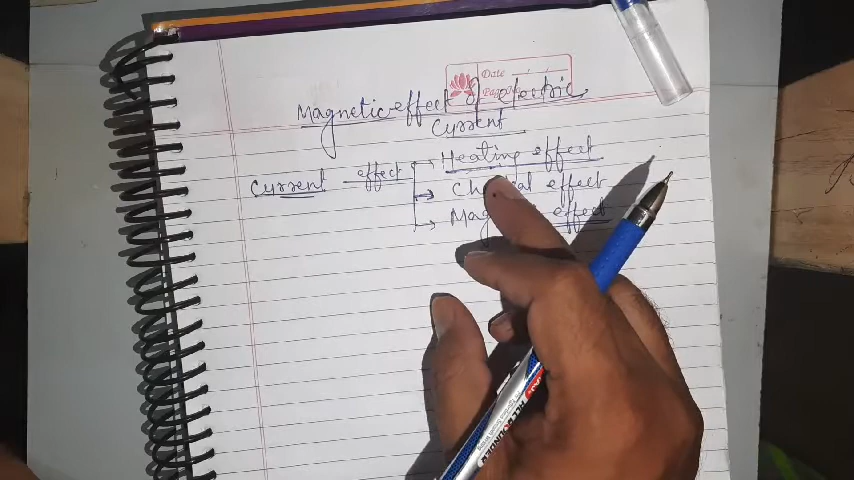 Date
Page
Magnetic effect of electric
Current
Current effect → Heating effect
→ effect
→ effect